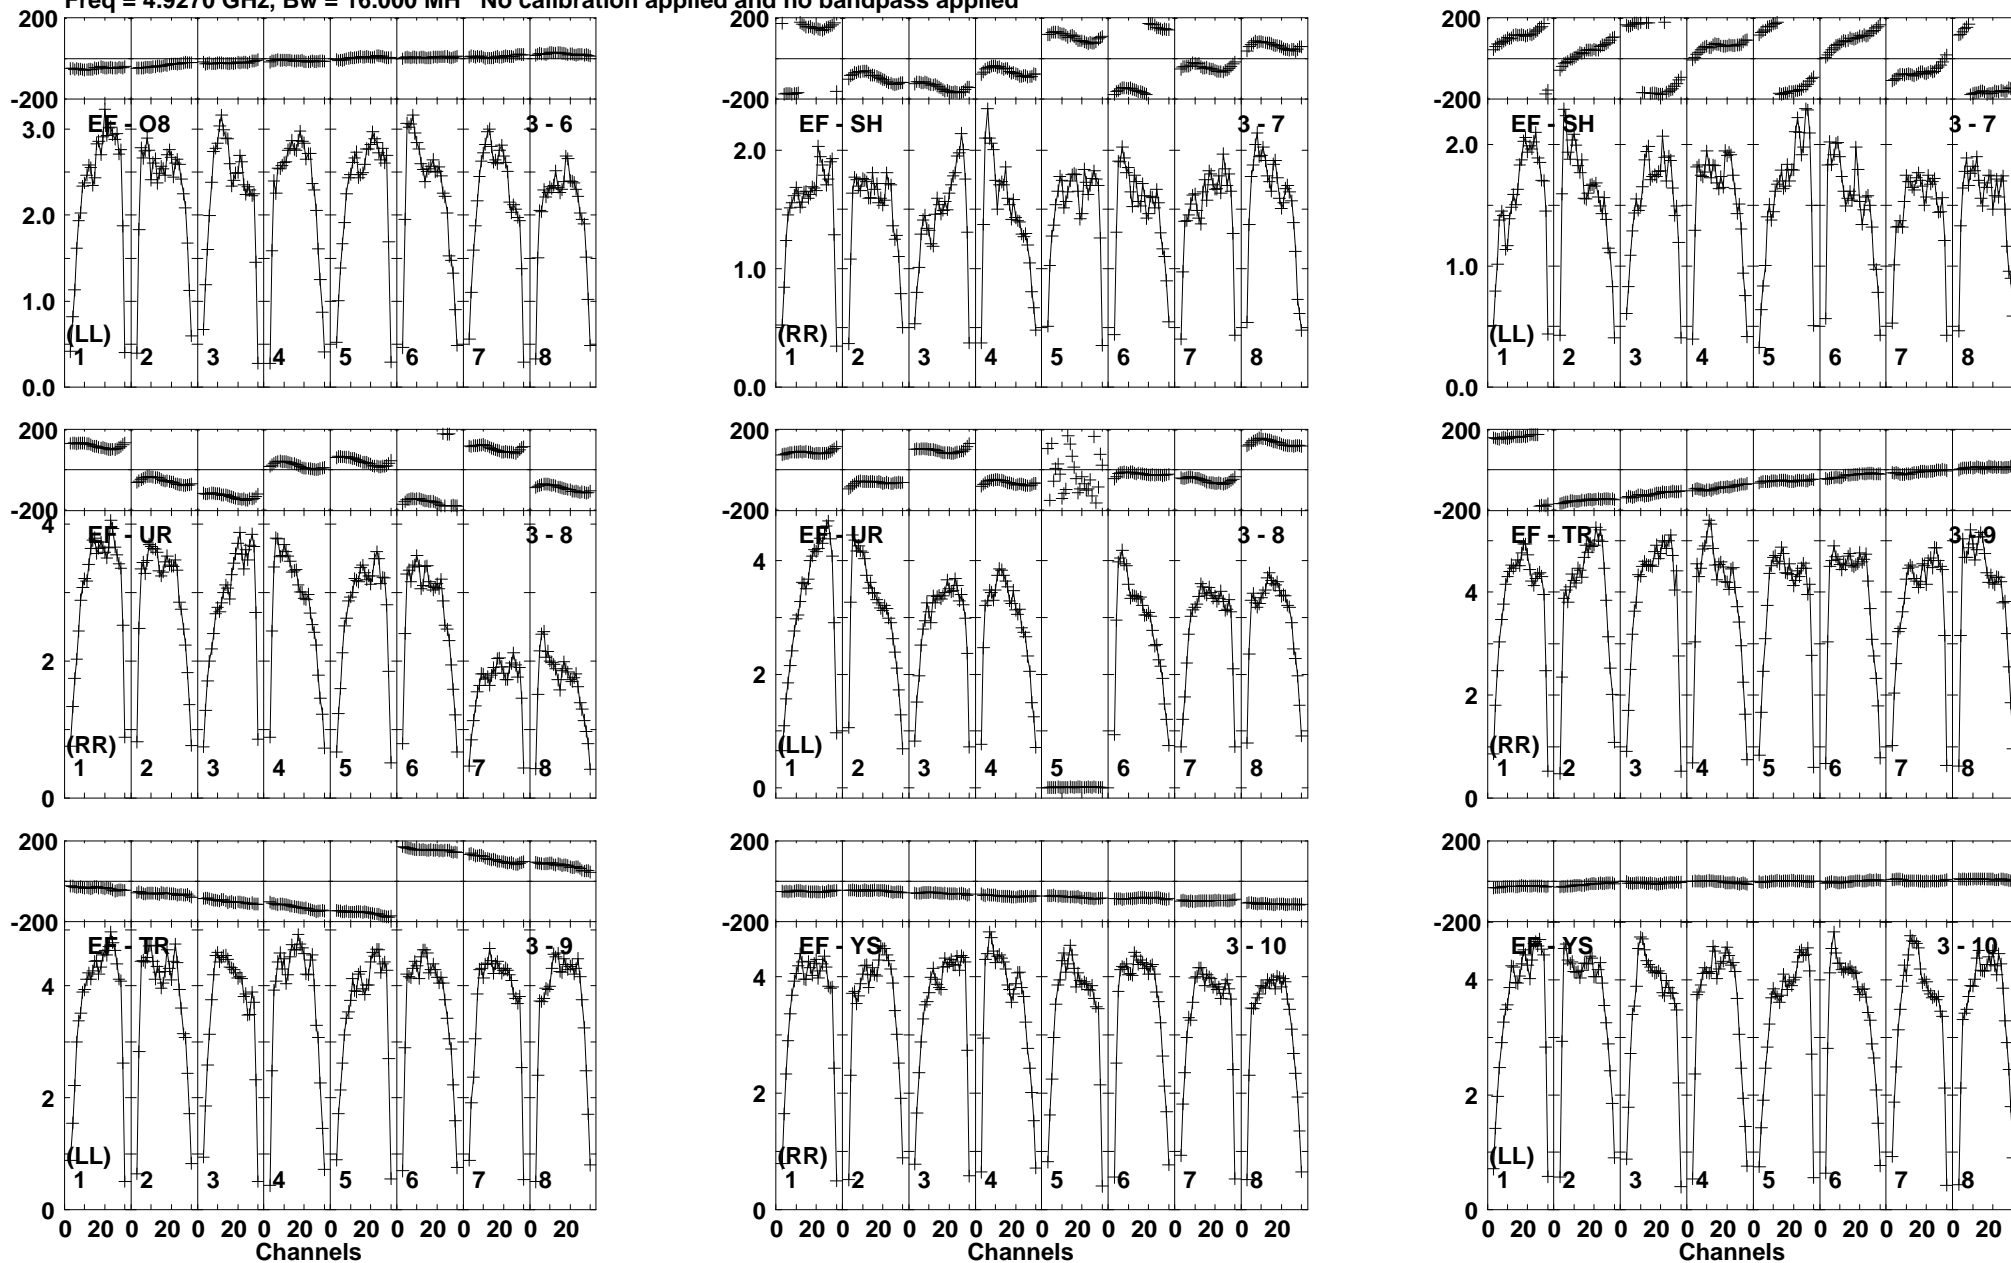 Freq = 4.9270 GHz, Bw = 16.000 MH No calibration applied and no bandpass applied
200 200 200
-200 -200 -200
EF - O8 3 - 6 EF - SH 3 - 7 EF - SH 3 - 7
3.0 2.0 2.0
2.0
1.0 1.0 1.0
(LL) (RR) (LL)
1 2 3 4 5 6 7 8 1 2 3 4 5 6 7 8 1 2 3 4 5 6 7 8
0.0 0.0 0.0
200 200 200
-200 -200 -200
EF - UR 3 - 8 EF - UR 3 - 8 EF - TR 3 - 9
4 4 4
2 2 2
(RR) (LL) (RR)
1 2 3 4 5 6 7 8 1 2 3 4 5 6 7 8 1 2 3 4 5 6 7 8
0 0 0
200 200 200
-200 -200 -200
EF - TR 3 - 9 EF - YS 3 - 10 EF - YS 3 - 10
4 4 4
2 2 2
(LL) (RR) (LL)
1 2 3 4 5 6 7 8 1 2 3 4 5 6 7 8 1 2 3 4 5 6 7 8
0 0 0
0 20 0 20 0 20 0 20 0 20 0 20 0 20 0 20 0 20 0 20 0 20 0 20 0 20 0 20 0 20 0 20 0 20 0 20 0 20 0 20 0 20 0 20 0 20 0 20
Channels Channels Channels